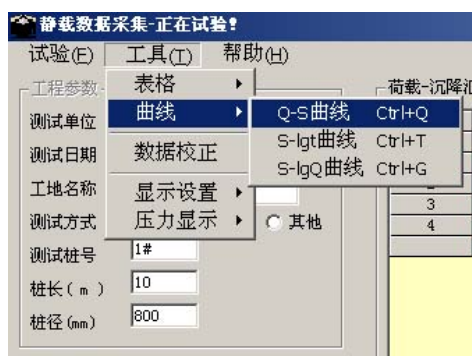 静载数据采集-正在试验!
试验(E) 工具(T) 帮助(H)
工程参数
表格
荷载-沉降汇
测试单位
曲线
Q-S曲线 Ctrl+Q
测试日期
数据校正
S-lgt曲线 Ctrl+T
工地名称
显示设置
S-lgQ曲线 Ctrl+G
3
测试方式
压力显示
其他
4
测试桩号 1#
桩长(m) 10
桩径(mm) 800